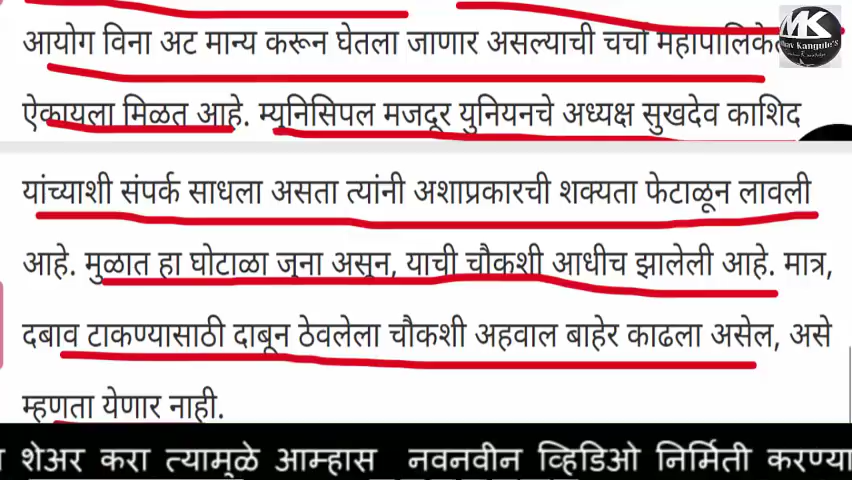 आयोग विना अट मान्य करून घेतला जाणार असल्याची चर्चा
ऐकायला मिळत आहे. म्युनिसिपल मजदूर युनियनचे अध्यक्ष सुखदेव काशिद
यांच्याशी संपर्क साधला असता त्यांनी अशाप्रकारची शक्यता फेटाळून लावली
आहे. मुळात हा घोटाळा जुना असून, याची चौकशी आधीच झालेली आहे. मात्र,
दबाव टाकण्यासाठी दाबून ठेवलेला चौकशी अहवाल बाहेर काढला असेल, असे
म्हणता येणार नाही.
शेअर करा त्यामुळे आम्हास नवनवीन व्हिडिओ निर्मिती
MK
Kangule's